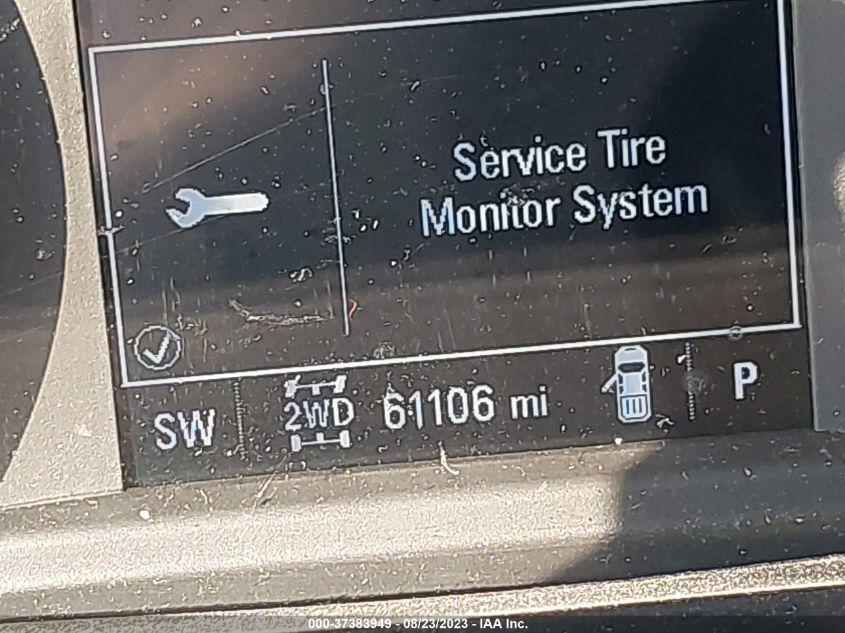 Service Tire
Monitor System
SW 2WD 61106 mi P
000-37383949 - 08/23/2023 - IAA Inc.